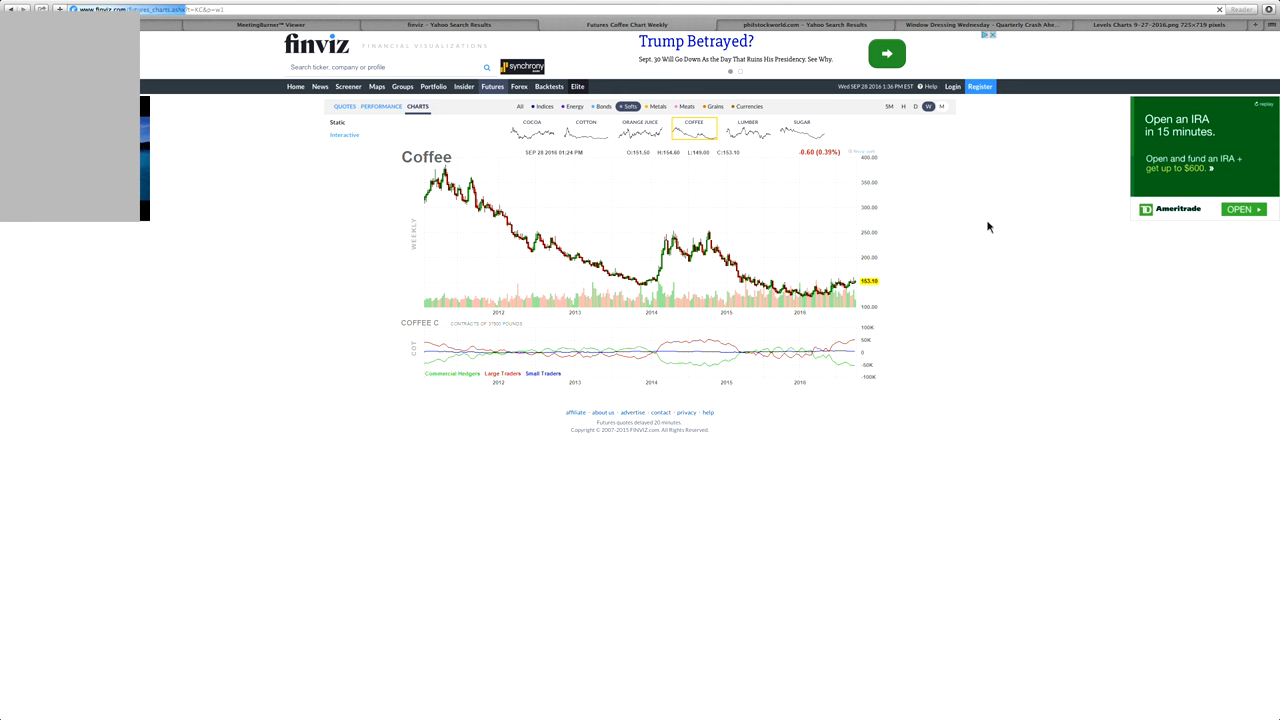 www.finviz.com/futures_charts.ashx?t=KC&p=w1
Reader
MeetingBurner™ Viewer
finviz - Yahoo Search Results
Futures Coffee Chart Weekly
philstockworld.com - Yahoo Search Results
Window Dressing Wednesday - Quarterly Crash Ahe...
Levels Charts 9-27-2016.png 725×719 pixels
finviz
FINANCIAL VISUALIZATIONS
Search ticker, company or profile
synchrony
Trump Betrayed?
Sept. 30 Will Go Down As the Day That Ruins His Presidency. See Why.
Home News Screener Maps Groups Portfolio Insider Futures Forex Backtests Elite
Wed SEP 28 2016 1:36 PM EST Help Login Register
QUOTES PERFORMANCE CHARTS
All Indices Energy Bonds Softs Metals Meats Grains Currencies
5M H D W M
Static
Interactive
COCOA COTTON ORANGE JUICE COFFEE LUMBER SUGAR
Coffee
SEP 28 2016 01:24 PM O:151.50 H:154.60 L:149.00 C:153.10 -0.60 (0.39%)
WEEKLY
400.00
350.00
300.00
250.00
200.00
153.10
100.00
2012 2013 2014 2015 2016
COFFEE C CONTRACTS OF 37500 POUNDS
COT
100K
50K
0
-50K
-100K
Commercial Hedgers Large Traders Small Traders
2012 2013 2014 2015 2016
affiliate · about us · advertise · contact · privacy · help
Futures quotes delayed 20 minutes.
Copyright © 2007-2015 FINVIZ.com. All Rights Reserved.
replay
Open an IRA
in 15 minutes.
Open and fund an IRA +
get up to $600. »
TD Ameritrade
OPEN